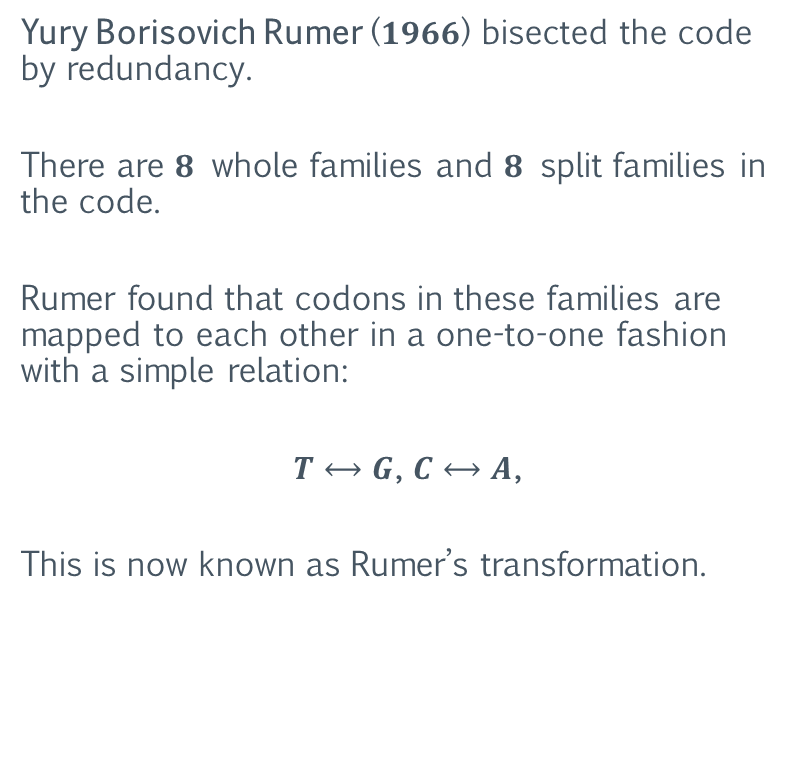 Yury Borisovich Rumer (1966) bisected the code
by redundancy.
There are 8 whole families and 8 split families in
the code.
Rumer found that codons in these families are
mapped to each other in a one-to-one fashion
with a simple relation:
T ⟷ G, C ⟷ A,
This is now known as Rumer’s transformation.